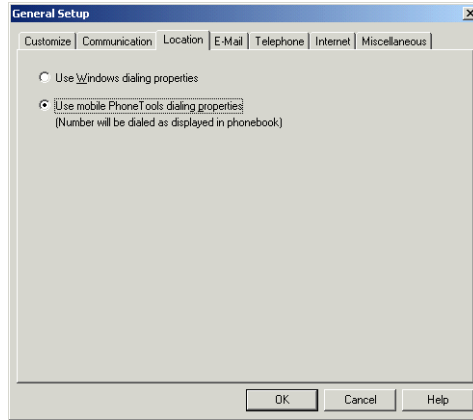 General Setup
Customize Communication Location E-Mail Telephone Internet Miscellaneous
Use Windows dialing properties
Use mobile PhoneTools dialing properties
(Number will be dialed as displayed in phonebook)
OK Cancel Help